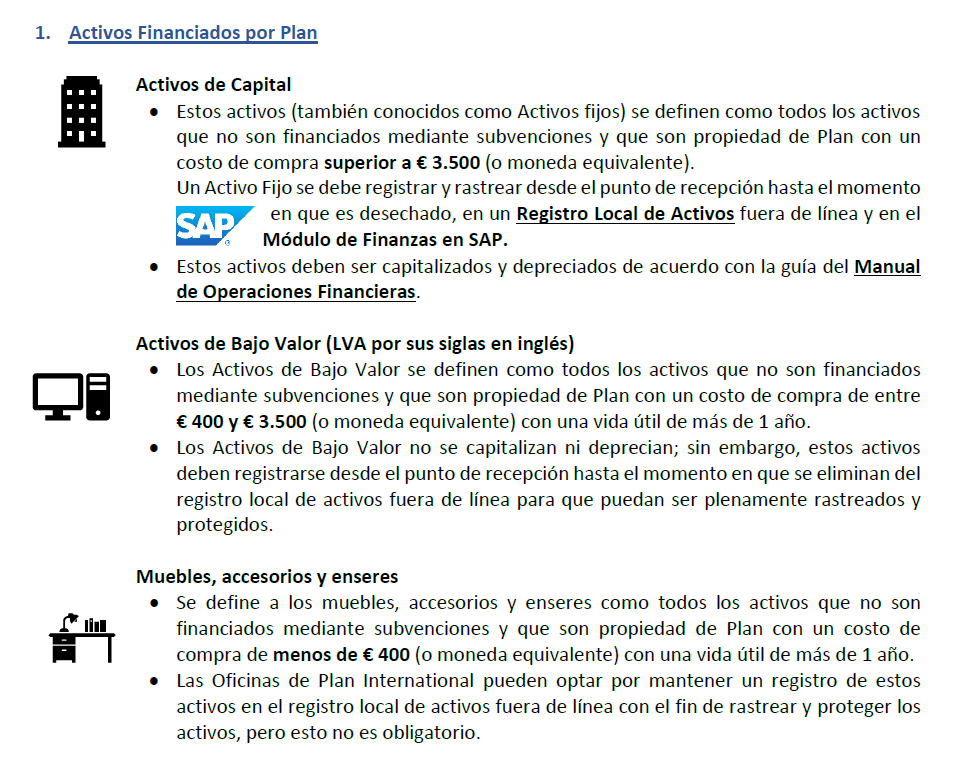 1. Activos Financiados por Plan
Activos de Capital
• Estos activos (también conocidos como Activos fijos) se definen como todos los activos
que no son financiados mediante subvenciones y que son propiedad de Plan con un
costo de compra superior a € 3.500 (o moneda equivalente).
Un Activo Fijo se debe registrar y rastrear desde el punto de recepción hasta el momento
SAP® en que es desechado, en un Registro Local de Activos fuera de línea y en el
Módulo de Finanzas en SAP.
• Estos activos deben ser capitalizados y depreciados de acuerdo con la guía del Manual
de Operaciones Financieras.
Activos de Bajo Valor (LVA por sus siglas en inglés)
• Los Activos de Bajo Valor se definen como todos los activos que no son financiados
mediante subvenciones y que son propiedad de Plan con un costo de compra de entre
€ 400 y € 3.500 (o moneda equivalente) con una vida útil de más de 1 año.
• Los Activos de Bajo Valor no se capitalizan ni deprecian; sin embargo, estos activos
deben registrarse desde el punto de recepción hasta el momento en que se eliminan del
registro local de activos fuera de línea para que puedan ser plenamente rastreados y
protegidos.
Muebles, accesorios y enseres
• Se define a los muebles, accesorios y enseres como todos los activos que no son
financiados mediante subvenciones y que son propiedad de Plan con un costo de
compra de menos de € 400 (o moneda equivalente) con una vida útil de más de 1 año.
• Las Oficinas de Plan International pueden optar por mantener un registro de estos
activos en el registro local de activos fuera de línea con el fin de rastrear y proteger los
activos, pero esto no es obligatorio.